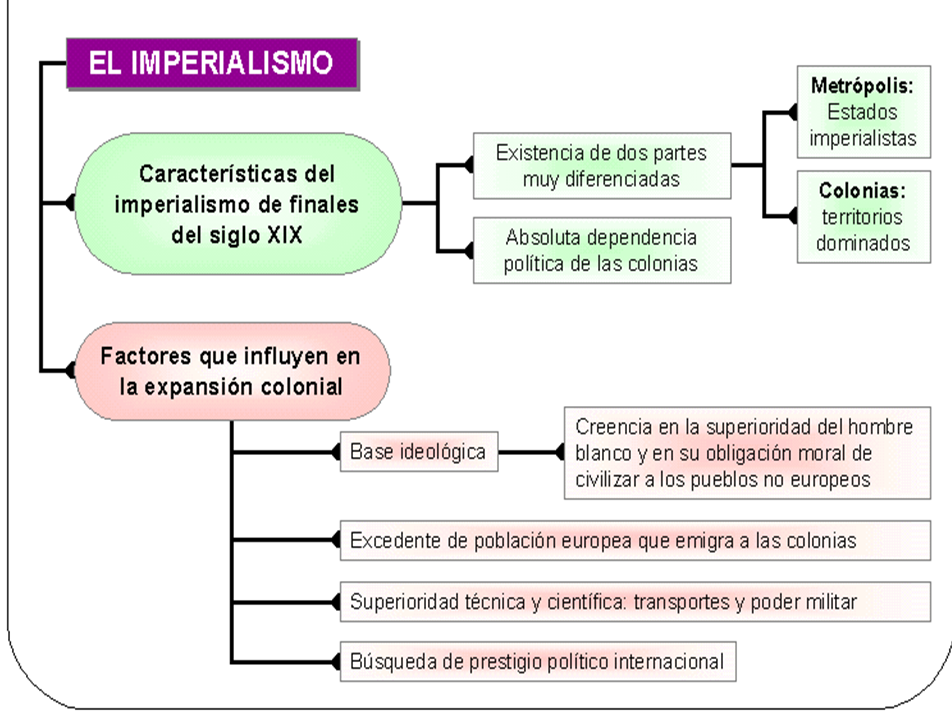 EL IMPERIALISMO
Características del
imperialismo de finales
del siglo XIX
Existencia de dos partes
muy diferenciadas
Metrópolis:
Estados
imperialistas
Colonias:
territorios
dominados
Absoluta dependencia
política de las colonias
Factores que influyen en
la expansión colonial
Base ideológica
Creencia en la superioridad del hombre
blanco y en su obligación moral de
civilizar a los pueblos no europeos
Excedente de población europea que emigra a las colonias
Superioridad técnica y científica: transportes y poder militar
Búsqueda de prestigio político internacional